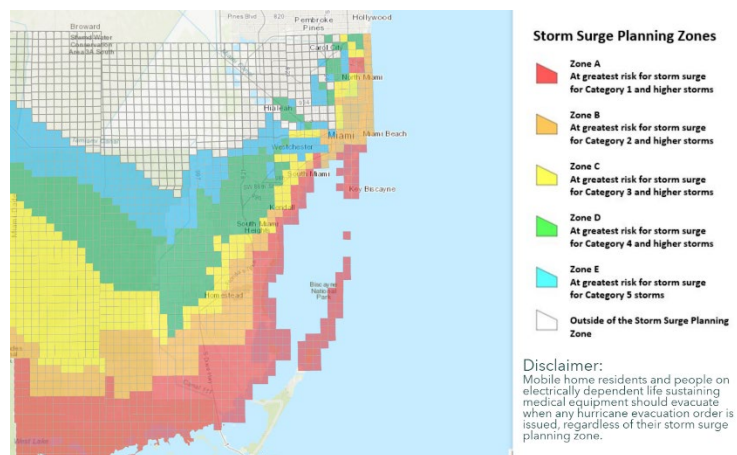 Broward
Pines Blvd
820
Pembroke
Pines
Hollywood
Carol City
North Miami
Hialeah
Miami
Miami Beach
Westchester
South Miami
Key Biscayne
Kendall
South Miami
Heights
Biscayne
National
Park
Homestead
West Lake
Storm Surge Planning Zones
Zone A
At greatest risk for storm surge
for Category 1 and higher storms
Zone B
At greatest risk for storm surge
for Category 2 and higher storms
Zone C
At greatest risk for storm surge
for Category 3 and higher storms
Zone D
At greatest risk for storm surge
for Category 4 and higher storms
Zone E
At greatest risk for storm surge
for Category 5 storms
Outside of the Storm Surge Planning
Zone
Disclaimer:
Mobile home residents and people on
electrically dependent life sustaining
medical equipment should evacuate
when any hurricane evacuation order is
issued, regardless of their storm surge
planning zone.